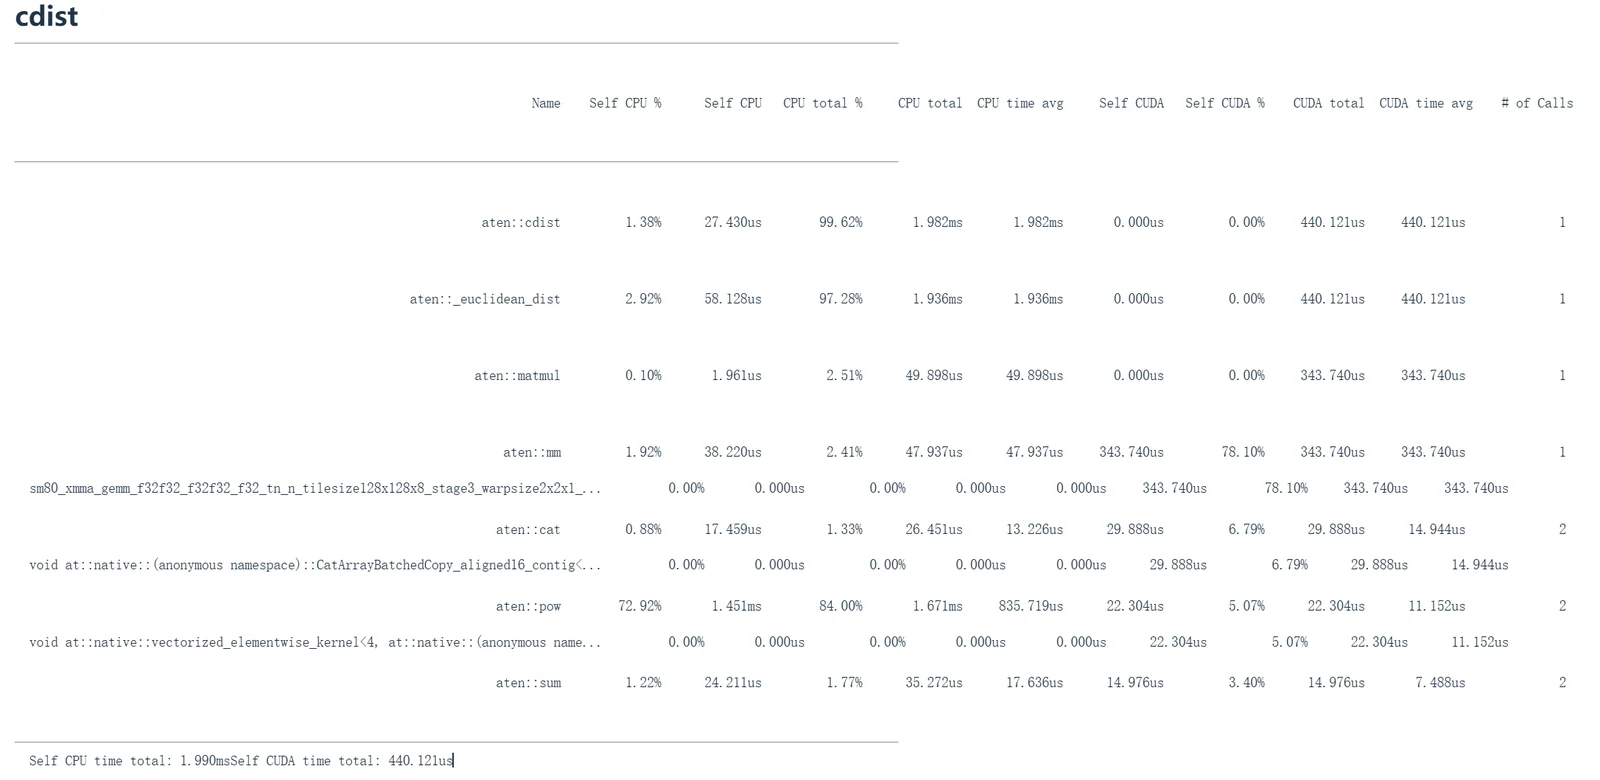 cdist
Name Self CPU % Self CPU CPU total % CPU total CPU time avg Self CUDA Self CUDA % CUDA total CUDA time avg # of Calls
aten::cdist 1.38% 27.430us 99.62% 1.982ms 1.982ms 0.000us 0.00% 440.121us 440.121us 1
aten::_euclidean_dist 2.92% 58.128us 97.28% 1.936ms 1.936ms 0.000us 0.00% 440.121us 440.121us 1
aten::matmul 0.10% 1.961us 2.51% 49.898us 49.898us 0.000us 0.00% 343.740us 343.740us 1
aten::mm 1.92% 38.220us 2.41% 47.937us 47.937us 343.740us 78.10% 343.740us 343.740us 1
sm80_xmma_gemm_f32f32_f32f32_f32_tn_n_tilesize128x128x8_stage3_warpsize2x2x1_... 0.00% 0.000us 0.00% 0.000us 0.000us 343.740us 78.10% 343.740us 343.740us
aten::cat 0.88% 17.459us 1.33% 26.451us 13.226us 29.888us 6.79% 29.888us 14.944us 2
void at::native::(anonymous namespace)::CatArrayBatchedCopy_aligned16_contig<... 0.00% 0.000us 0.00% 0.000us 0.000us 29.888us 6.79% 29.888us 14.944us
aten::pow 72.92% 1.451ms 84.00% 1.671ms 835.719us 22.304us 5.07% 22.304us 11.152us 2
void at::native::vectorized_elementwise_kernel<4, at::native::(anonymous name... 0.00% 0.000us 0.00% 0.000us 0.000us 22.304us 5.07% 22.304us 11.152us
aten::sum 1.22% 24.211us 1.77% 35.272us 17.636us 14.976us 3.40% 14.976us 7.488us 2
Self CPU time total: 1.990msSelf CUDA time total: 440.121us